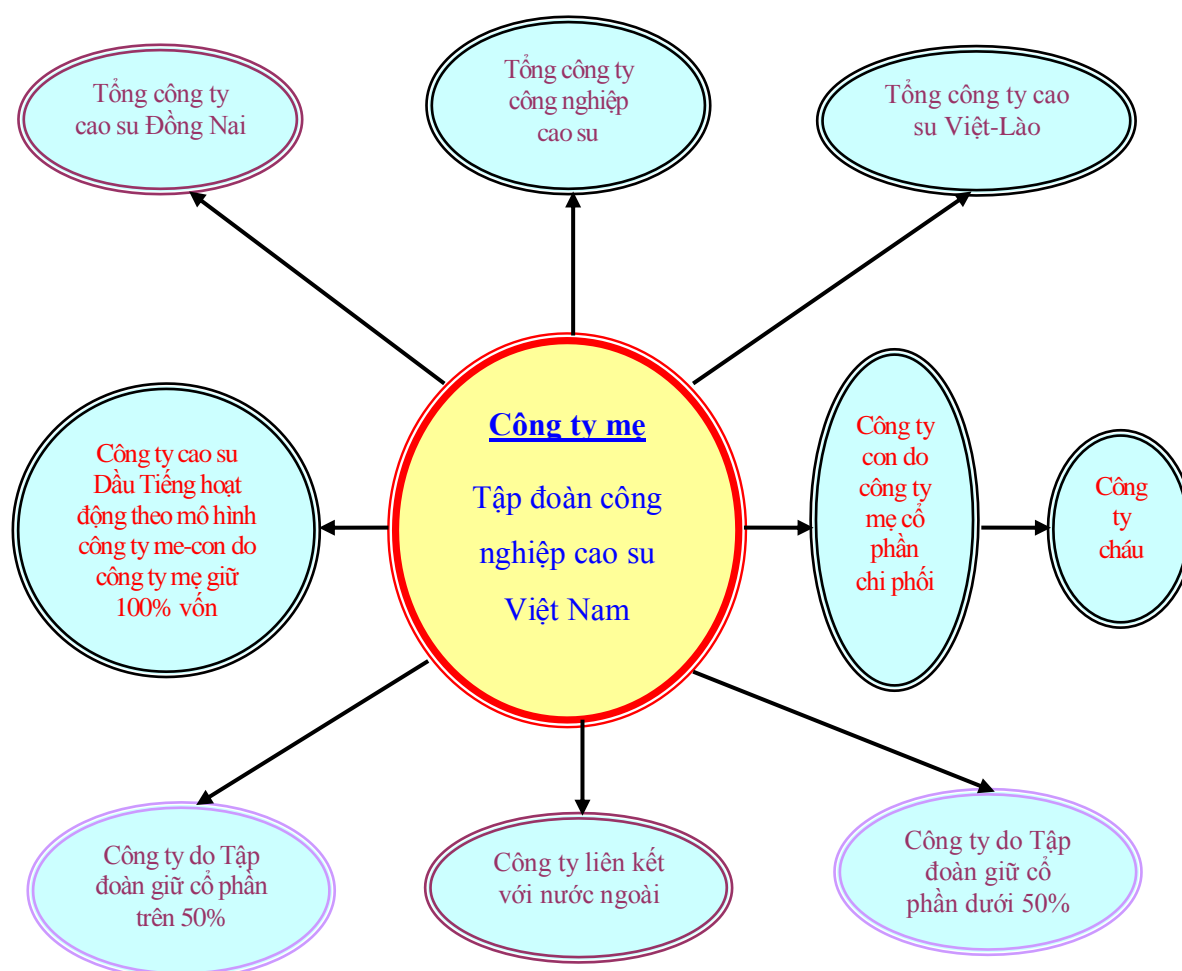 Tổng công ty
cao su Đồng Nai
Tổng công ty
công nghiệp
cao su
Tổng công ty cao
su Việt-Lào
Công ty cao su
Dầu Tiếng hoạt
động theo mô hình
công ty me-con do
công ty mẹ giữ
100% vốn
Công ty mẹ
Tập đoàn công
nghiệp cao su
Việt Nam
Công ty
con do
công ty
mẹ cổ
phần
chi phối
Công
ty
cháu
Công ty do Tập
đoàn giữ cổ phần
trên 50%
Công ty liên kết
với nước ngoài
Công ty do Tập
đoàn giữ cổ
phần dưới 50%